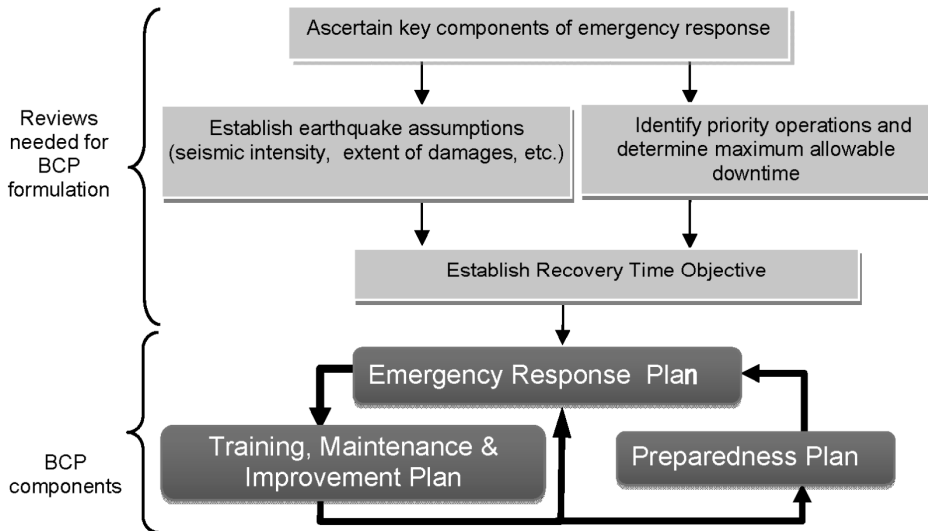 Ascertain key components of emergency response
Reviews
needed for
BCP
formulation
Establish earthquake assumptions
(seismic intensity, extent of damages, etc.)
Identify priority operations and
determine maximum allowable
downtime
Establish Recovery Time Objective
BCP
components
Emergency Response Plan
Training, Maintenance &
Improvement Plan
Preparedness Plan